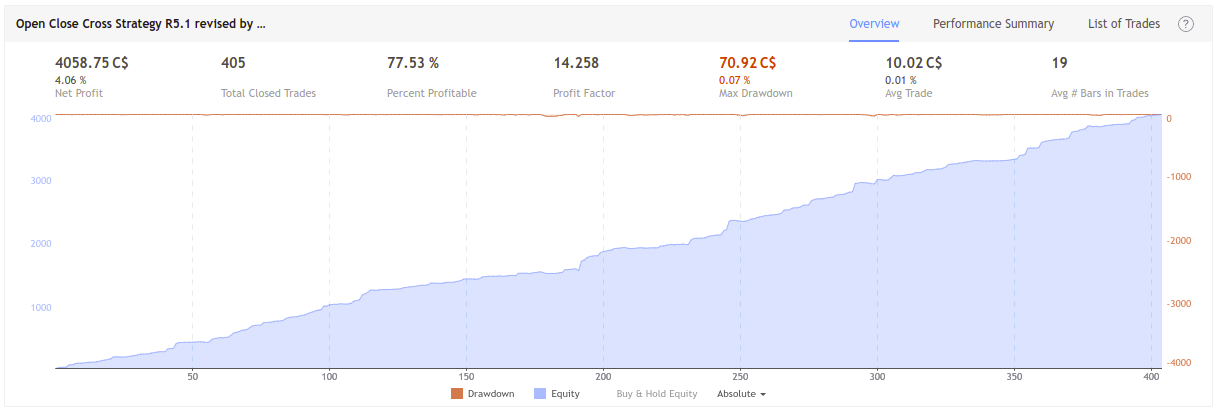 Open Close Cross Strategy R5.1 revised by ...
Overview Performance Summary List of Trades ?
4058.75 C$ 405 77.53 % 14.258 70.92 C$ 10.02 C$ 19
4.06 % 0.07 % 0.01 %
Net Profit Total Closed Trades Percent Profitable Profit Factor Max Drawdown Avg Trade Avg # Bars in Trades
4000 0
3000 -1000
2000 -2000
1000 -3000
-4000
50 100 150 200 250 300 350 400
Drawdown Equity Buy & Hold Equity Absolute